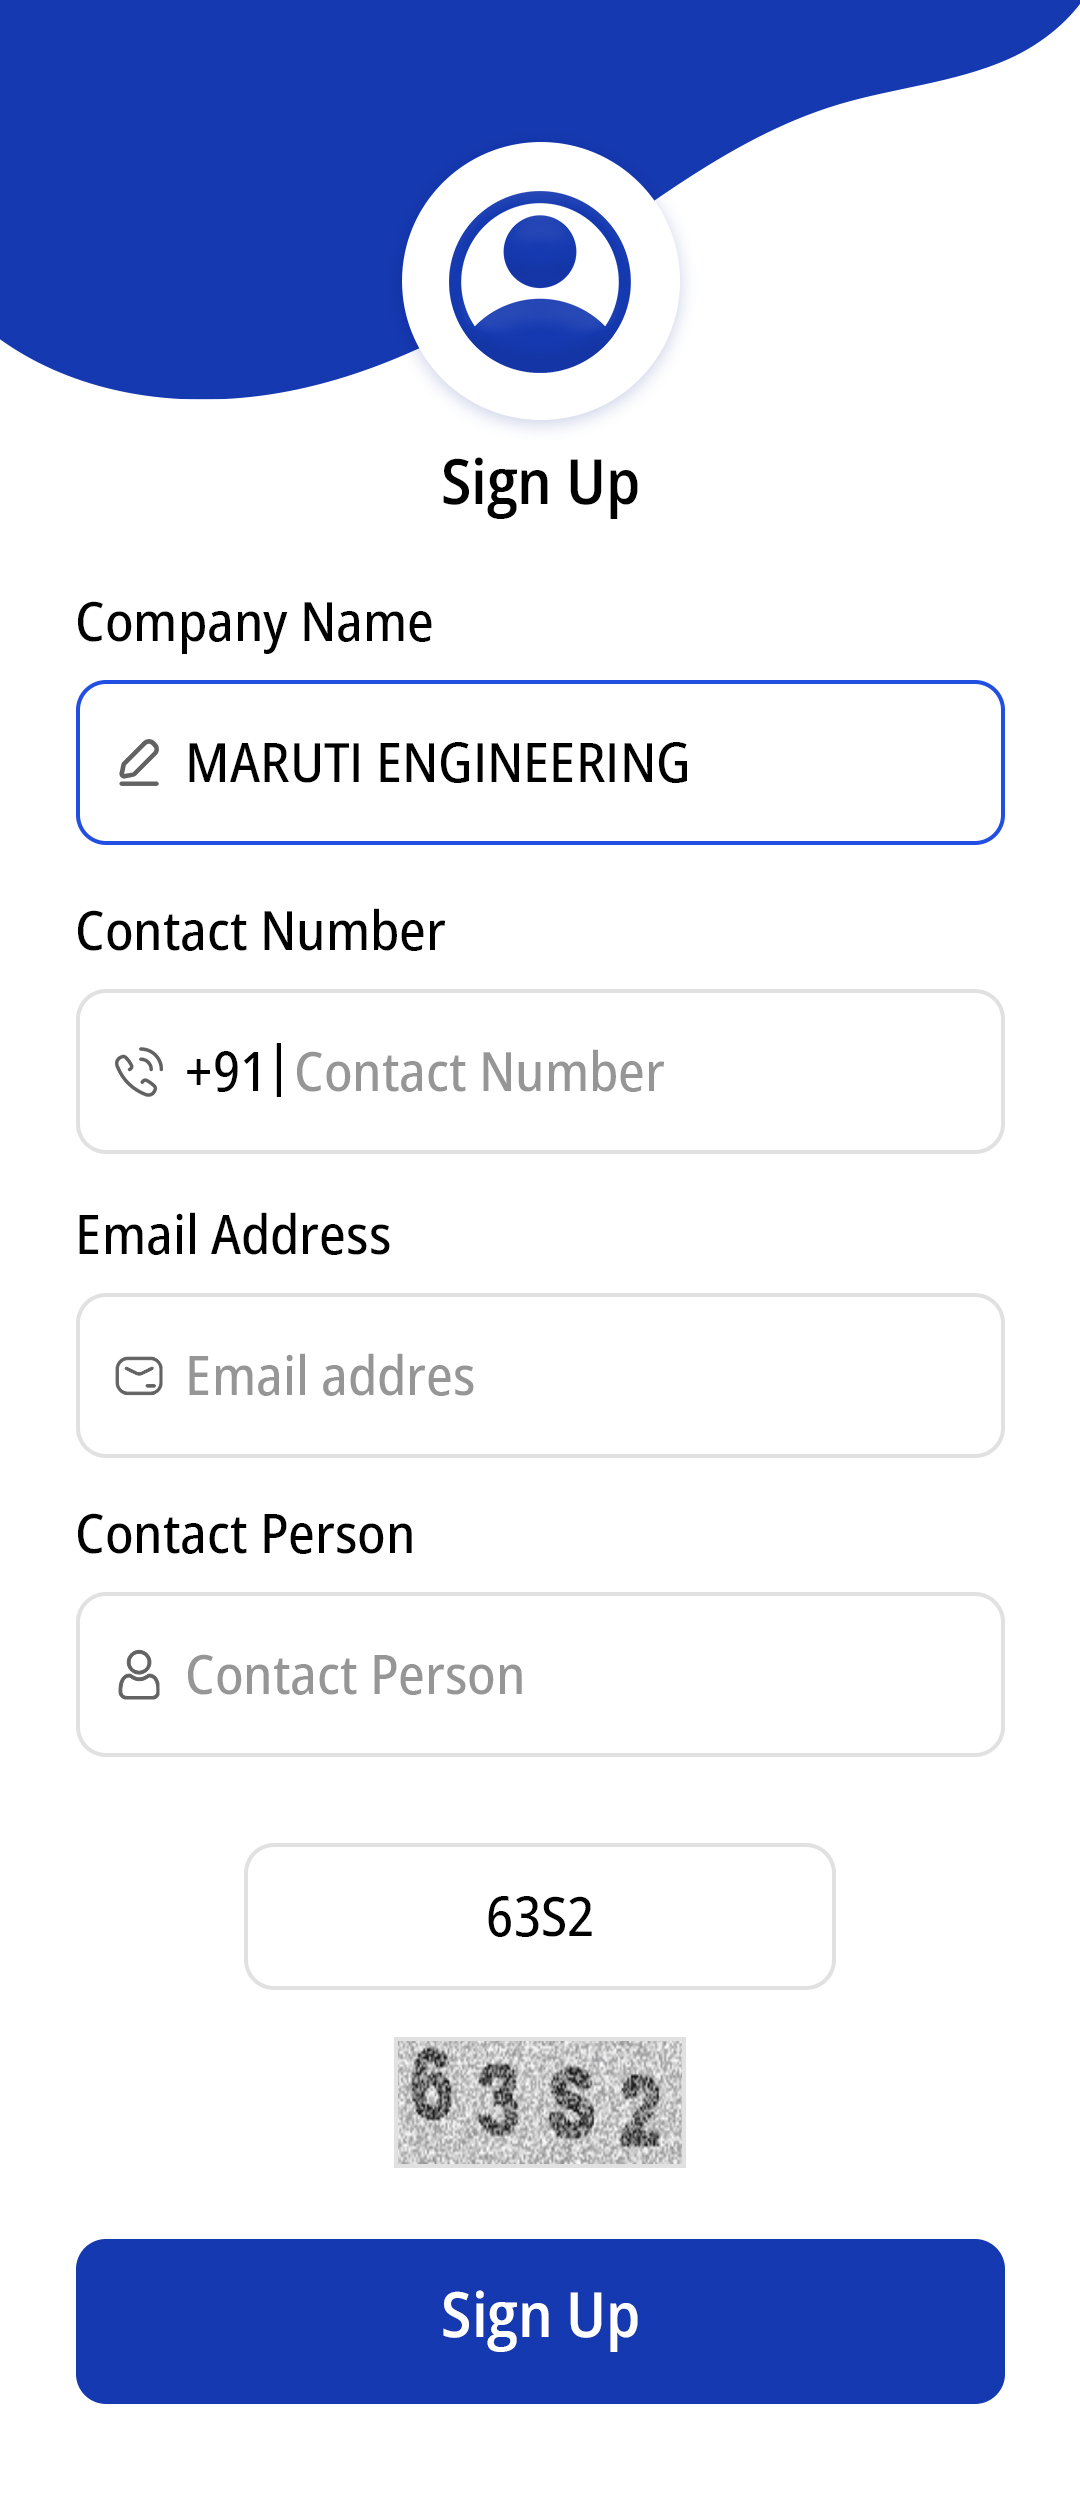 Sign Up
Company Name
MARUTI ENGINEERING
Contact Number
+91 Contact Number
Email Address
Email addres
Contact Person
Contact Person
63S2
63S2
Sign Up